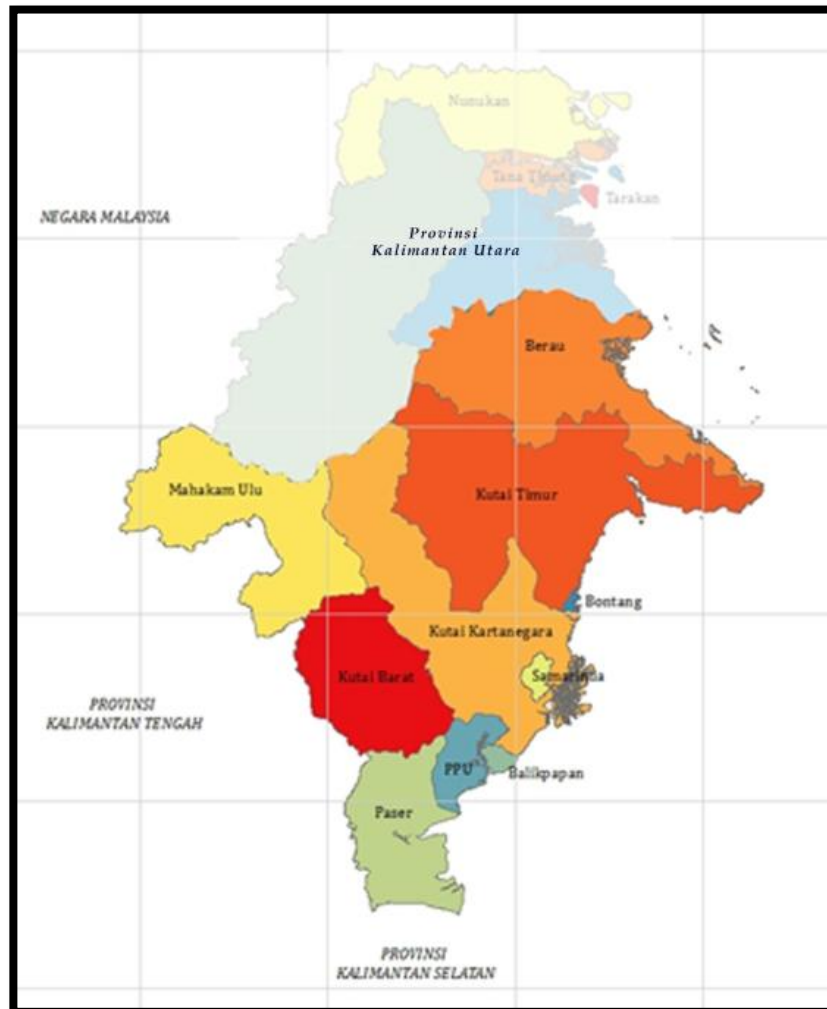 Nunukan
Tana Tidung
Tarakan
NEGARA MALAYSIA
Provinsi
Kalimantan Utara
Berau
Mahakam Ulu
Kutai Timur
Bontang
Kutai Kartanegara
Kutai Barat
Samarinda
PROVINSI
KALIMANTAN TENGAH
PPU
Balikpapan
Paser
PROVINSI
KALIMANTAN SELATAN